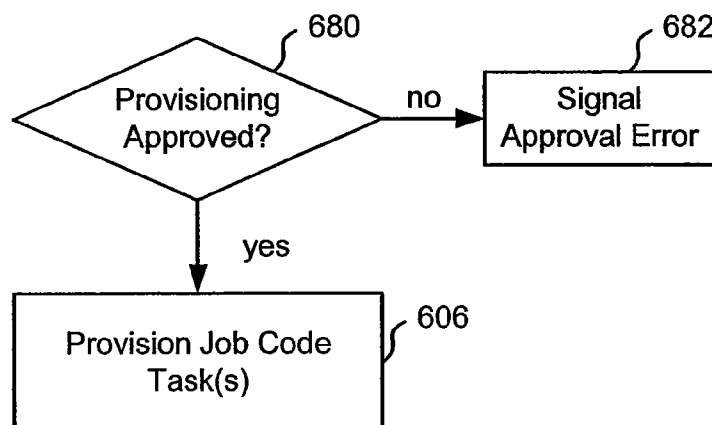 680
682
Provisioning
Approved?
no
Signal
Approval Error
yes
606
Provision Job Code
Task(s)